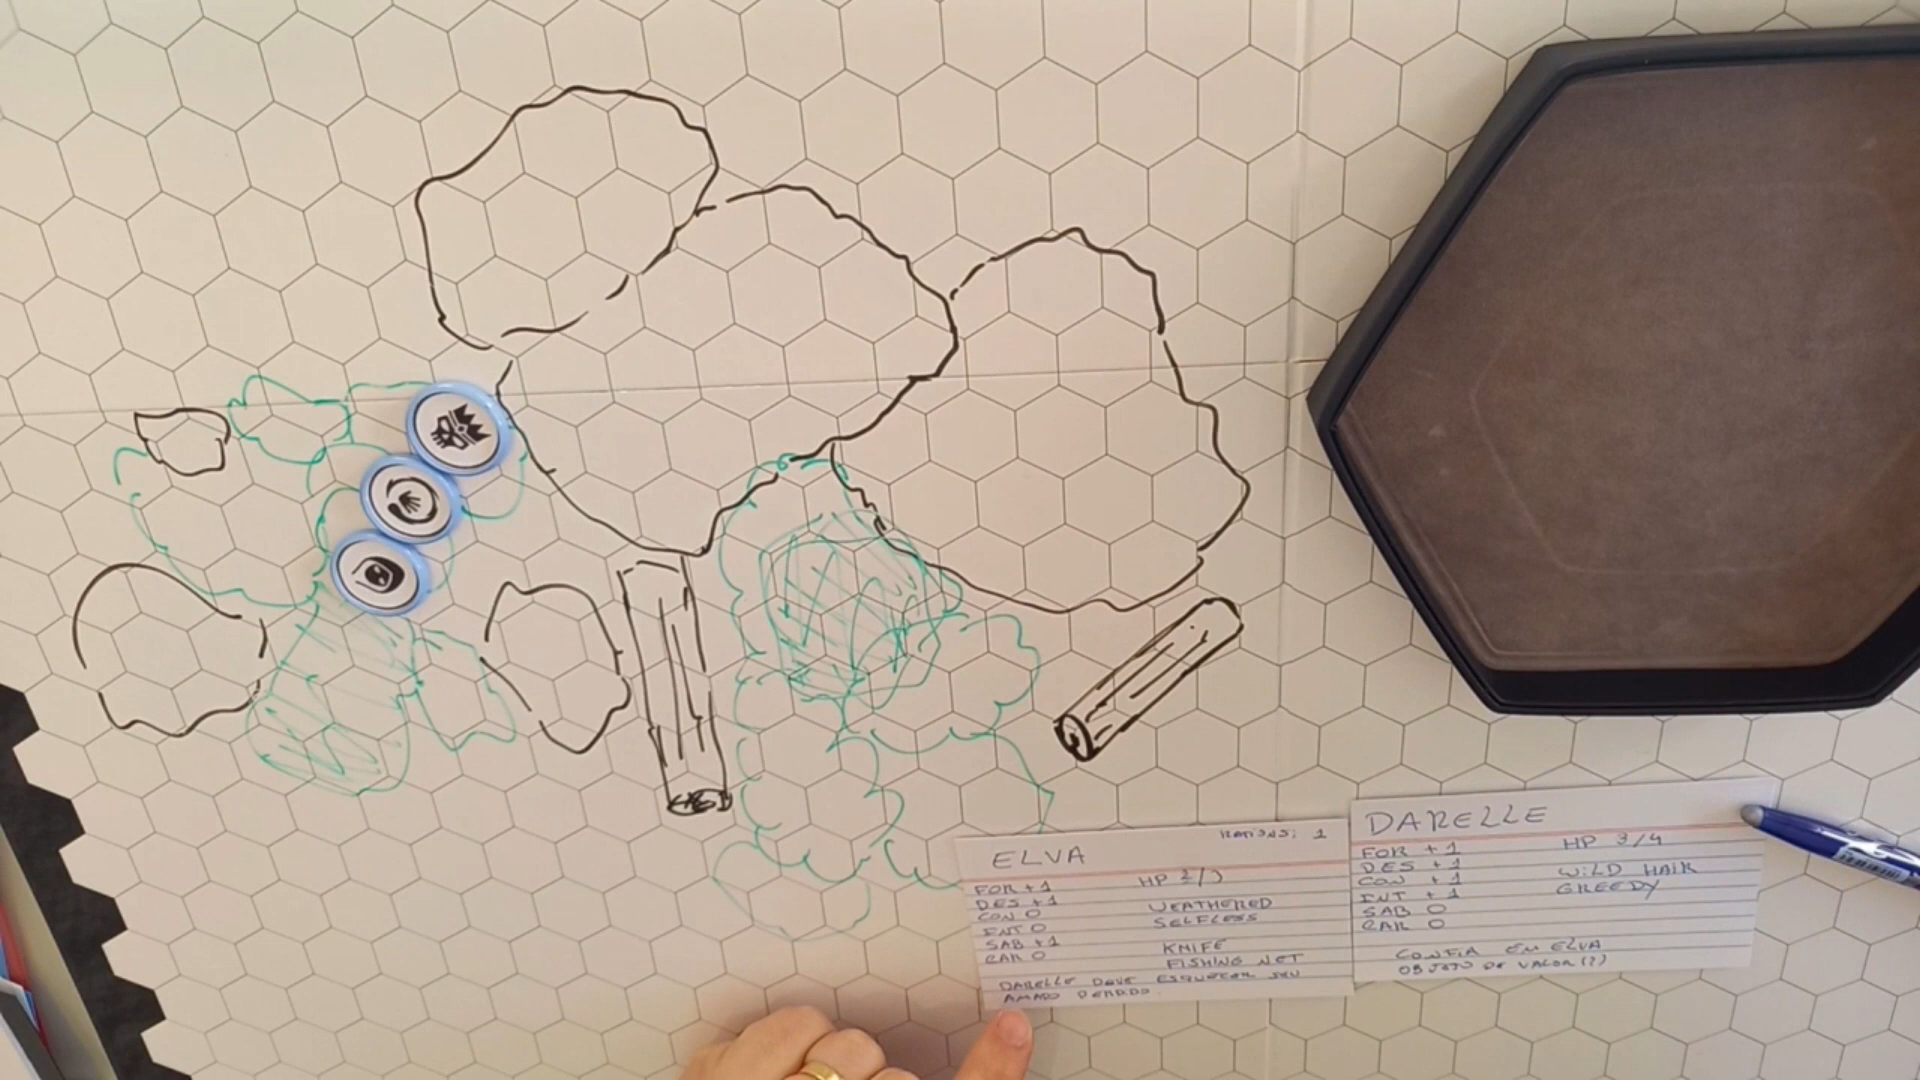 RATIONS: 1
ELVA
HP 2/3
FOR +1
DES +1
CON 0
INT 0
SAB +1
CAR 0
WEATHERED
SELFLESS
KNIFE
FISHING NET
DARELLE DEVE ESQUECER SEU
AMADO PERDIDO
DARELLE
HP 3/4
FOR +1
DES +1
CON +1
INT +1
SAB 0
CAR 0
WILD HAIR
GREEDY
CONFIA EM ELVA
OBJETO DE VALOR (?)